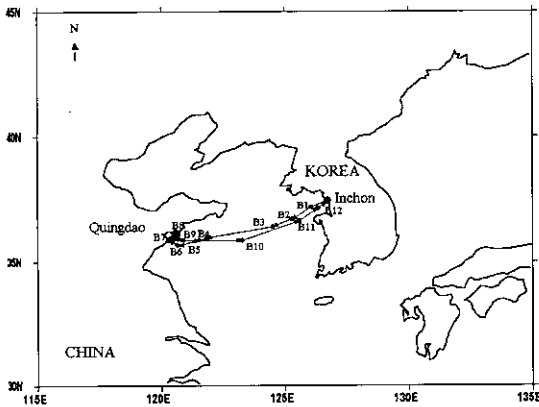 45N
N
40N
KOREA
Inchon
B1
B12
B2
B11
B3
Quingdao
B8
B7
B9
B4
B10
B5
B6
35N
CHINA
30N
115E
120E
125E
130E
135E